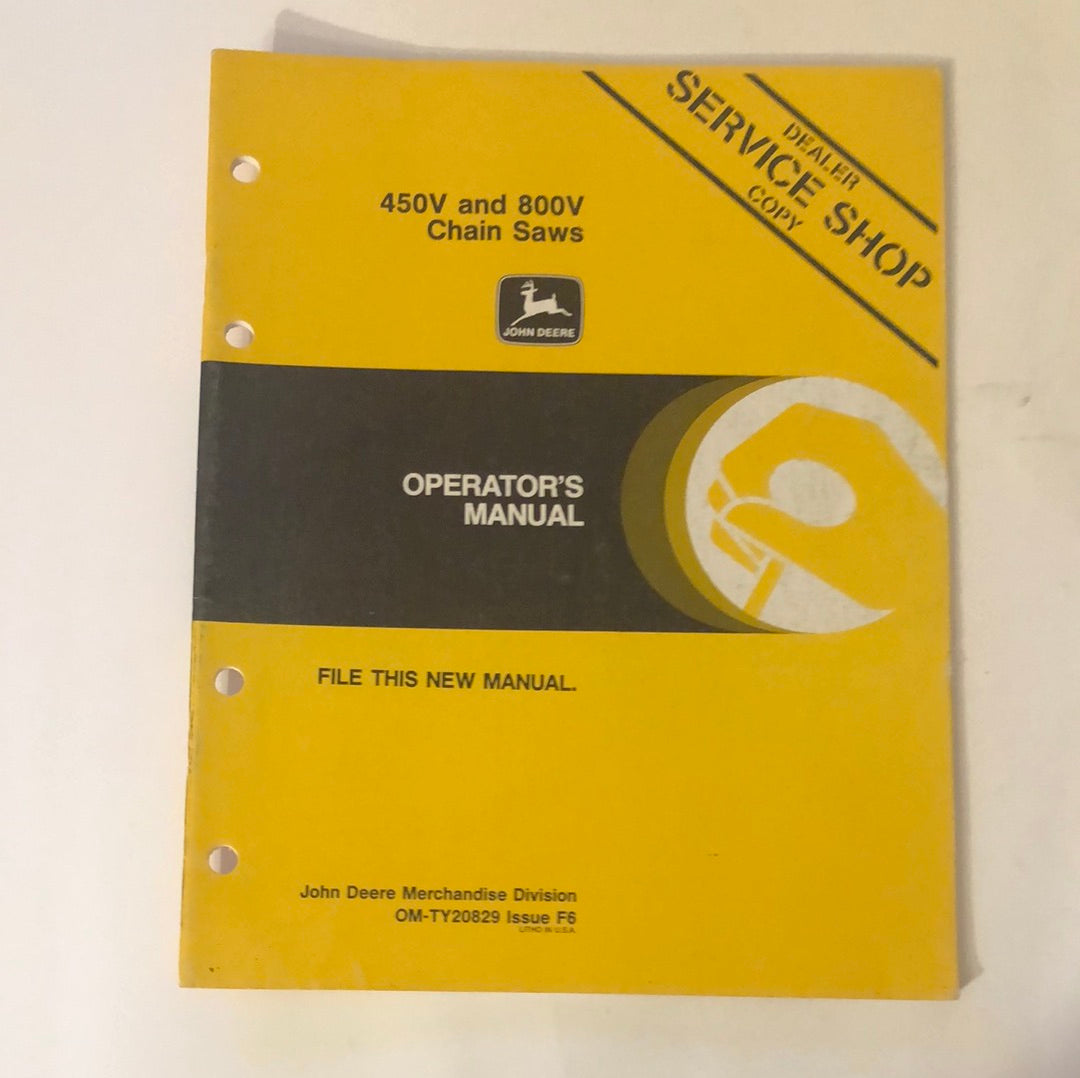 DEALER
SERVICE SHOP
COPY
450V and 800V
Chain Saws
JOHN DEERE
OPERATOR'S
MANUAL
FILE THIS NEW MANUAL.
John Deere Merchandise Division
OM-TY20829 Issue F6
LITHO IN U.S.A.